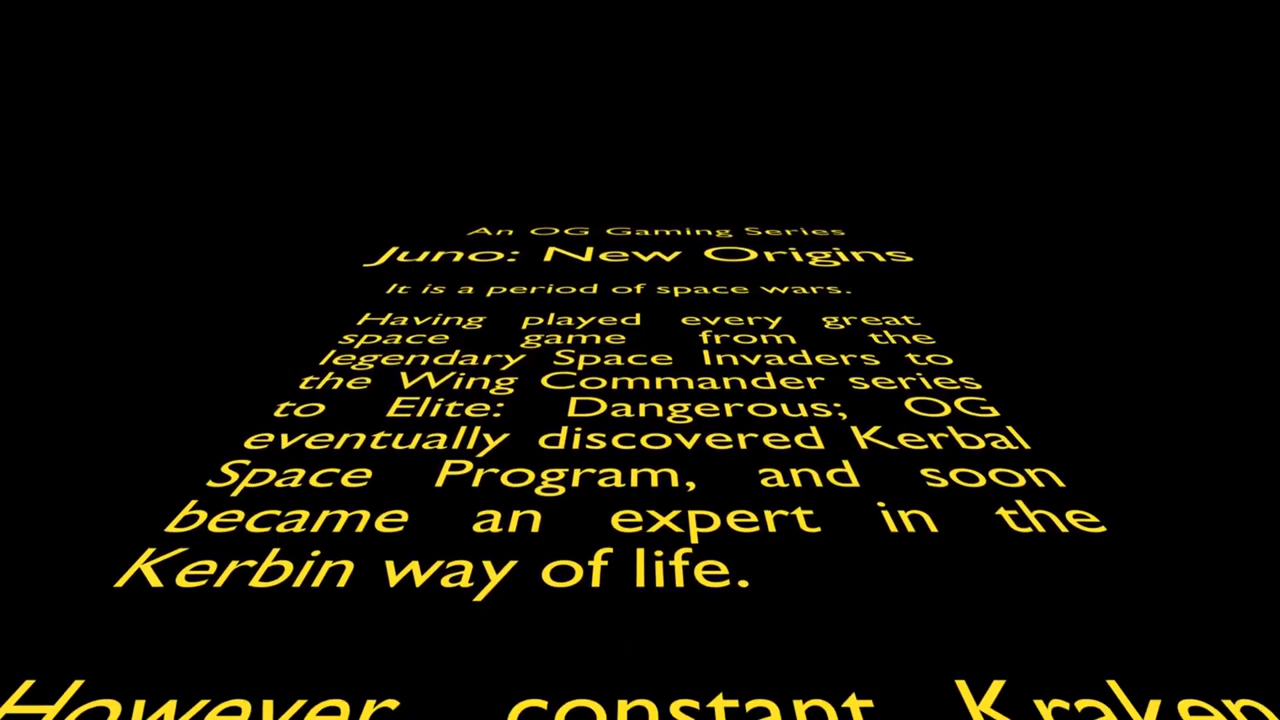 An OG Gaming Series
Juno: New Origins
It is a period of space wars.
Having played every great
space game from the
legendary Space Invaders to
the Wing Commander series
to Elite: Dangerous; OG
eventually discovered Kerbal
Space Program, and soon
became an expert in the
Kerbin way of life.
However, constant Kraken